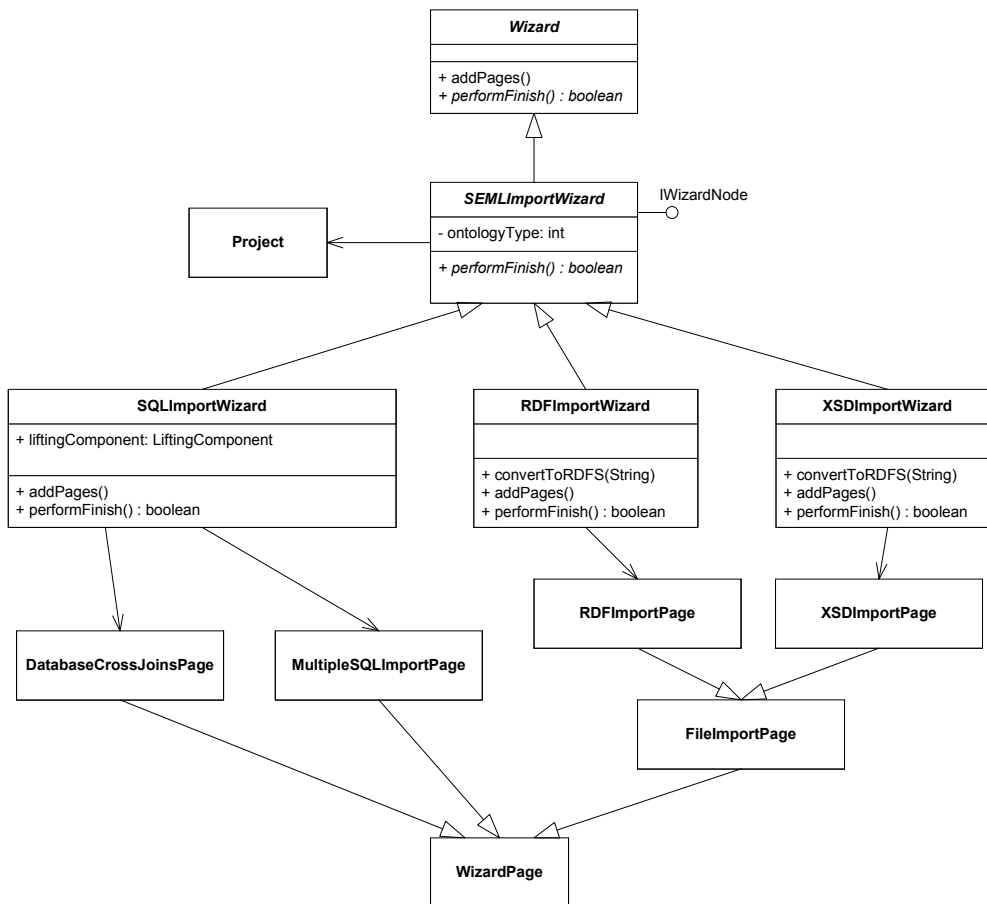 Wizard
+ addPages()
+ performFinish() : boolean
SEMLImportWizard
IWizardNode
- ontologyType: int
Project
+ performFinish() : boolean
SQLImportWizard
+ liftingComponent: LiftingComponent
+ addPages()
+ performFinish() : boolean
RDFImportWizard
+ convertToRDFS(String)
+ addPages()
+ performFinish() : boolean
XSDImportWizard
+ convertToRDFS(String)
+ addPages()
+ performFinish() : boolean
RDFImportPage
XSDImportPage
DatabaseCrossJoinsPage
MultipleSQLImportPage
FileImportPage
WizardPage